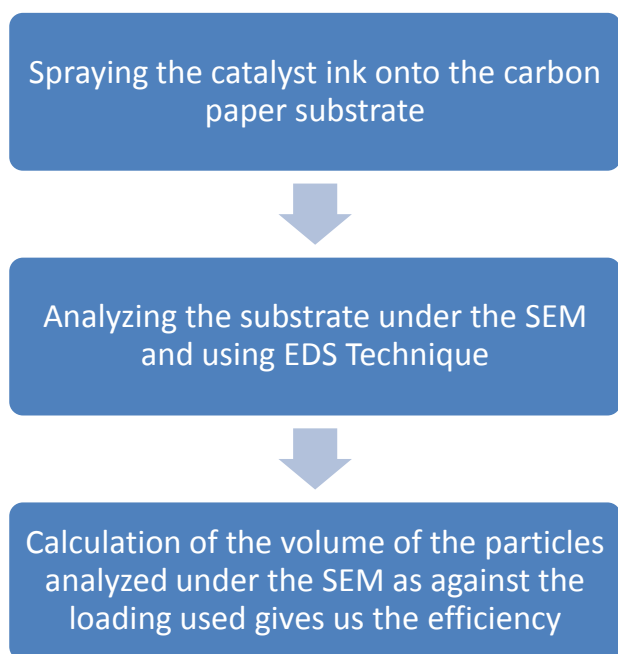 Spraying the catalyst ink onto the carbon
paper substrate
Analyzing the substrate under the SEM
and using EDS Technique
Calculation of the volume of the particles
analyzed under the SEM as against the
loading used gives us the efficiency